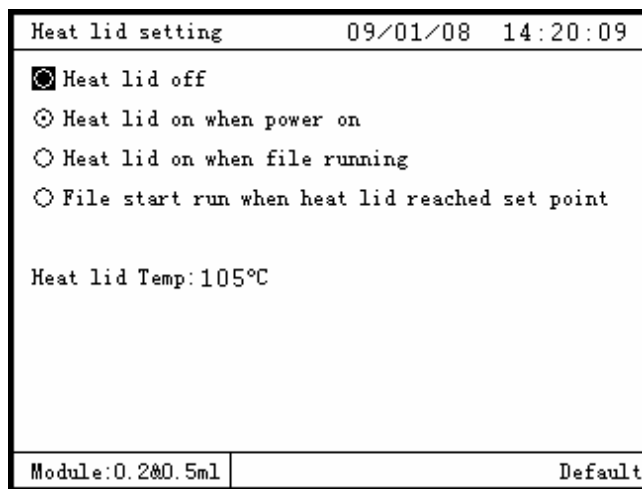 Heat lid setting 09/01/08 14:20:09
Heat lid off
Heat lid on when power on
Heat lid on when file running
File start run when heat lid reached set point
Heat lid Temp:105℃
Module:0.2&0.5ml Default